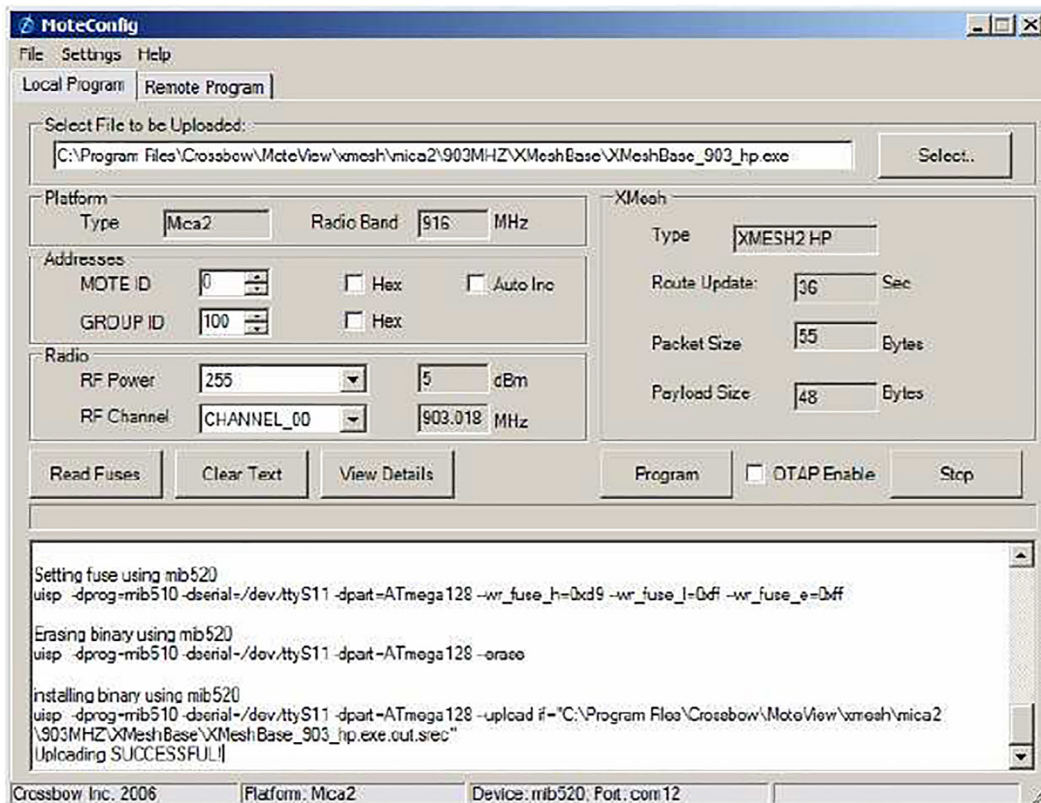 MoteConfig
File Settings Help
Local Program Remote Program
Select File to be Uploaded:
C:\Program Files\Crossbow\MoteView\xmesh\mica2\903MHZ\XMeshBase\XMeshBase_903_hp.exe Select..
Platform
Type Mica2 Radio Band 916 MHz
Addresses
MOTE ID 0 Hex Auto Inc
GROUP ID 100 Hex
Radio
RF Power 255 5 dBm
RF Channel CHANNEL_00 903.018 MHz
XMesh
Type XMESH2 HP
Route Update: 36 Sec
Packet Size 55 Bytes
Payload Size 48 Bytes
Read Fuses Clear Text View Details Program OTAP Enable Stop
Setting fuse using mib520
uisp -dprog=mib510 -dserial=/dev/ttyS11 -dpart=ATmega128 --wr_fuse_h=0xd9 --wr_fuse_l=0xff --wr_fuse_e=0xff
Erasing binary using mib520
uisp -dprog=mib510 -dserial=/dev/ttyS11 -dpart=ATmega128 --erase
installing binary using mib520
uisp -dprog=mib510 -dserial=/dev/ttyS11 -dpart=ATmega128 --upload if="C:\Program Files\Crossbow\MoteView\xmesh\mica2
\903MHZ\XMeshBase\XMeshBase_903_hp.exe.out.srec"
Uploading SUCCESSFUL!
Crossbow Inc. 2006 Platform: Mica2 Device: mib520, Port: com12